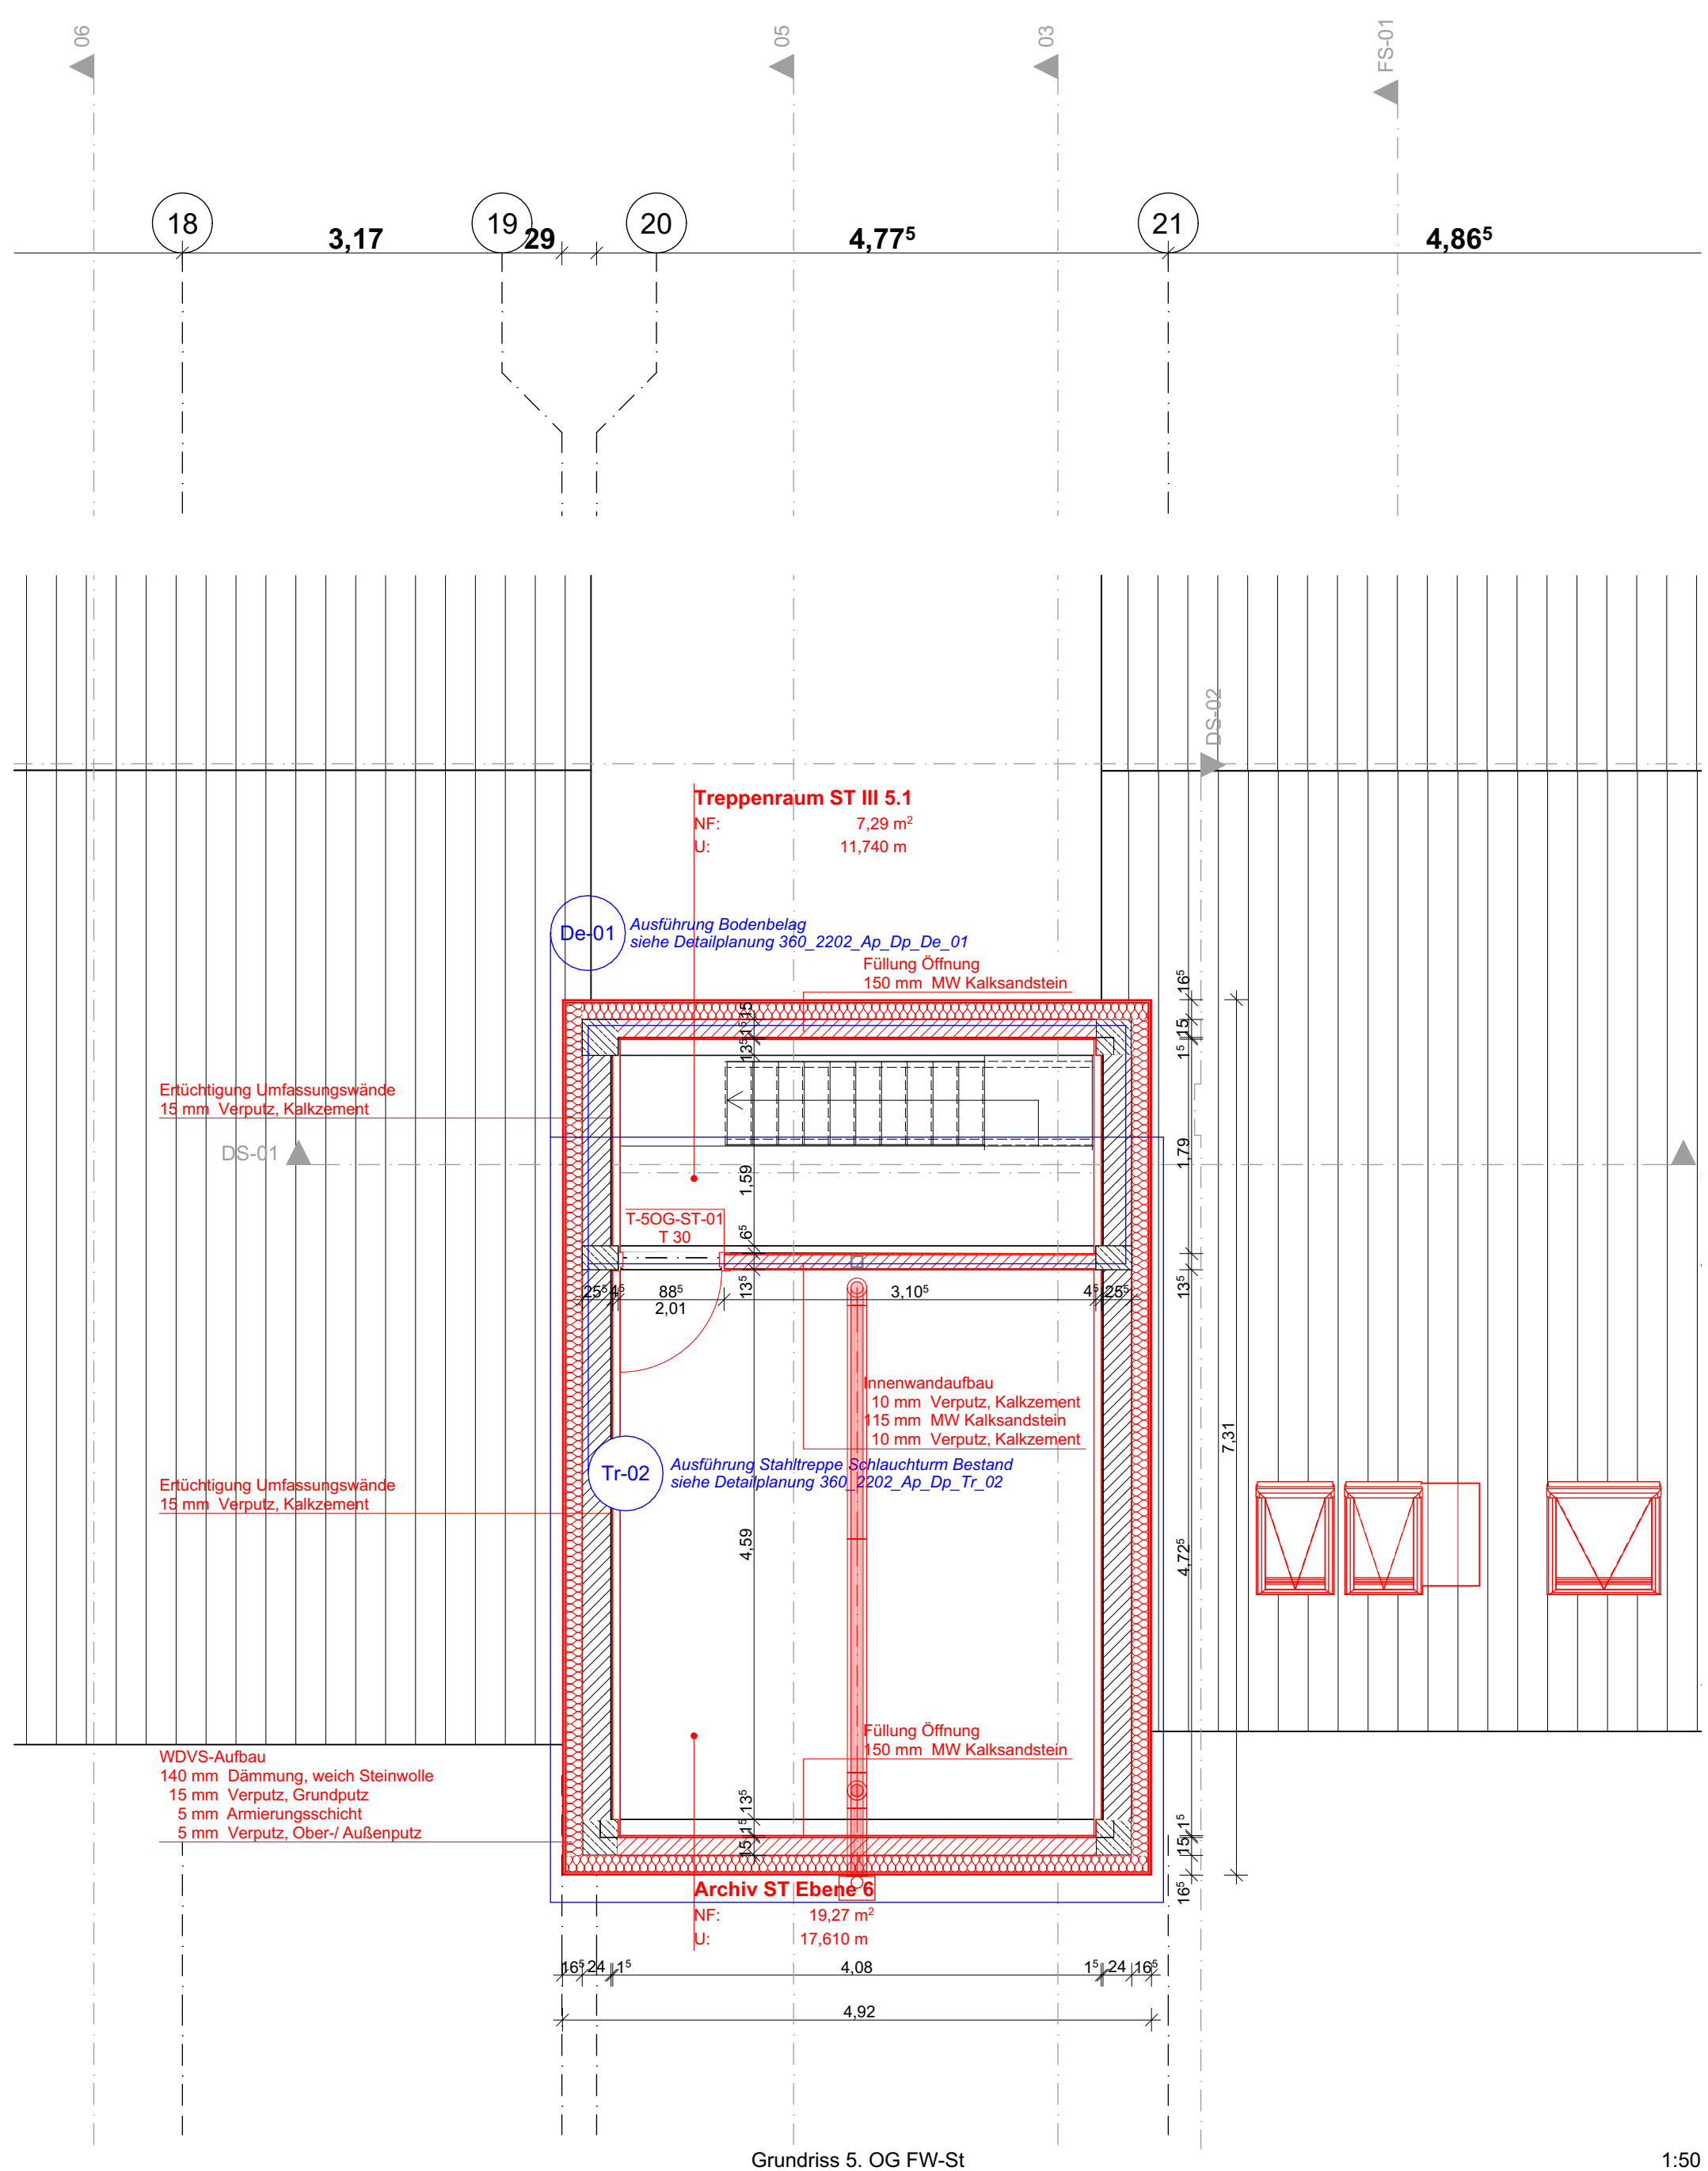 06
05
03
FS-01
18
19
20
21
3,17
29
4,77⁵
4,86⁵
DS-02
Treppenraum ST III 5.1
NF: 7,29 m²
U: 11,740 m
De-01
Ausführung Bodenbelag
siehe Detailplanung 360_2202_Ap_Dp_De_01
Füllung Öffnung
150 mm MW Kalksandstein
16⁵
15
1⁵
15
1⁵
13⁵
Ertüchtigung Umfassungswände
15 mm Verputz, Kalkzement
DS-01
1,79
1,59
T-5OG-ST-01
T 30
6⁵
13⁵
13⁵
25⁵
4⁵
88⁵
2,01
3,10⁵
4⁵
25⁵
Innenwandaufbau
10 mm Verputz, Kalkzement
115 mm MW Kalksandstein
10 mm Verputz, Kalkzement
7,31
Tr-02
Ausführung Stahltreppe Schlauchturm Bestand
siehe Detailplanung 360_2202_Ap_Dp_Tr_02
Ertüchtigung Umfassungswände
15 mm Verputz, Kalkzement
4,59
4,72⁵
Füllung Öffnung
150 mm MW Kalksandstein
WDVS-Aufbau
140 mm Dämmung, weich Steinwolle
15 mm Verputz, Grundputz
5 mm Armierungsschicht
5 mm Verputz, Ober-/ Außenputz
13⁵
1⁵
15
1⁵
15
16⁵
Archiv ST Ebene 6
NF: 19,27 m²
U: 17,610 m
16⁵
24
1⁵
4,08
1⁵
24
16⁵
4,92
Grundriss 5. OG FW-St
1:50